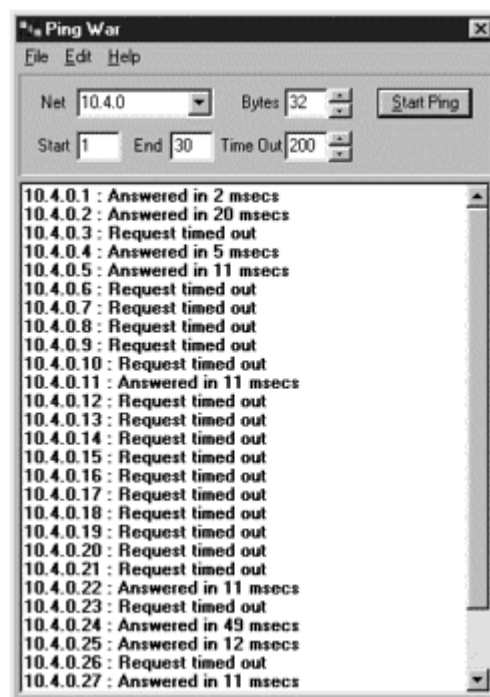 Ping War
File Edit Help
Net 10.4.0 Bytes 32 Start Ping
Start 1 End 30 Time Out 200
10.4.0.1 : Answered in 2 msecs
10.4.0.2 : Answered in 20 msecs
10.4.0.3 : Request timed out
10.4.0.4 : Answered in 5 msecs
10.4.0.5 : Answered in 11 msecs
10.4.0.6 : Request timed out
10.4.0.7 : Request timed out
10.4.0.8 : Request timed out
10.4.0.9 : Request timed out
10.4.0.10 : Request timed out
10.4.0.11 : Answered in 11 msecs
10.4.0.12 : Request timed out
10.4.0.13 : Request timed out
10.4.0.14 : Request timed out
10.4.0.15 : Request timed out
10.4.0.16 : Request timed out
10.4.0.17 : Request timed out
10.4.0.18 : Request timed out
10.4.0.19 : Request timed out
10.4.0.20 : Request timed out
10.4.0.21 : Request timed out
10.4.0.22 : Answered in 11 msecs
10.4.0.23 : Request timed out
10.4.0.24 : Answered in 49 msecs
10.4.0.25 : Answered in 12 msecs
10.4.0.26 : Request timed out
10.4.0.27 : Answered in 11 msecs